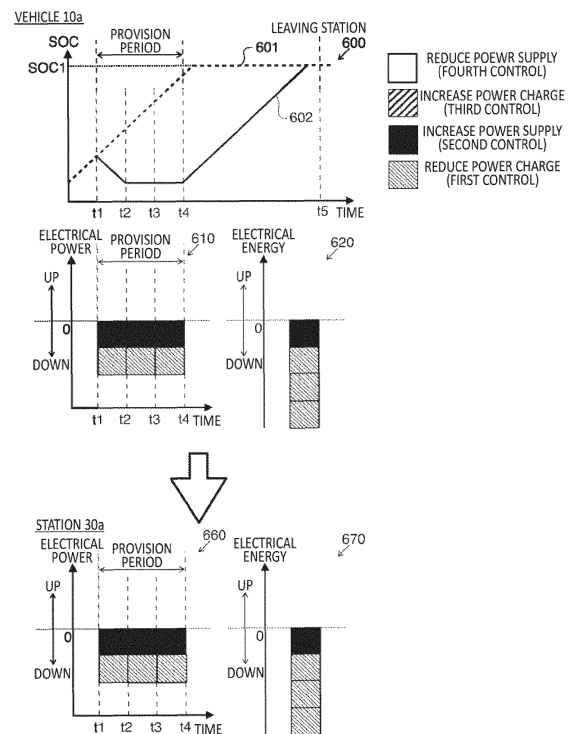 VEHICLE 10a
SOC
PROVISION
PERIOD
LEAVING STATION
SOC1
601
600
602
t1 t2 t3 t4 t5 TIME
REDUCE POEWR SUPPLY
(FOURTH CONTROL)
INCREASE POWER CHARGE
(THIRD CONTROL)
INCREASE POWER SUPPLY
(SECOND CONTROL)
REDUCE POWER CHARGE
(FIRST CONTROL)
ELECTRICAL
POWER
PROVISION
PERIOD
610
UP
0
DOWN
t1 t2 t3 t4 TIME
ELECTRICAL
ENERGY
620
UP
0
DOWN
STATION 30a
ELECTRICAL
POWER
PROVISION
PERIOD
660
UP
0
DOWN
t1 t2 t3 t4 TIME
ELECTRICAL
ENERGY
670
UP
0
DOWN